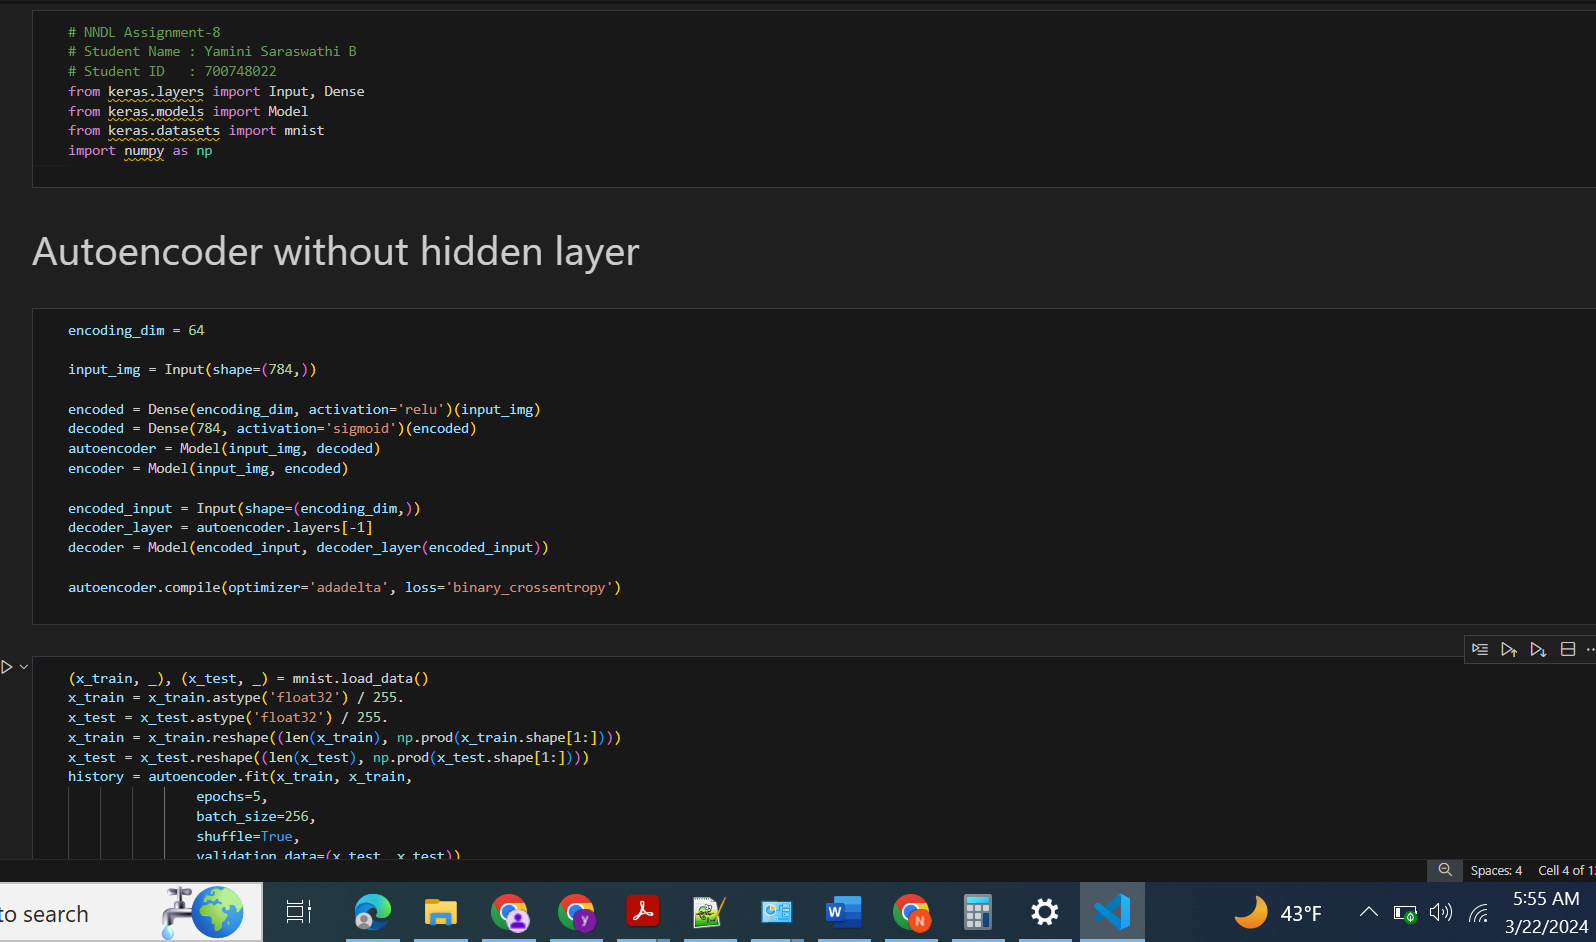 # NNDL Assignment-8
# Student Name : Yamini Saraswathi B
# Student ID   : 700748022
from keras.layers import Input, Dense
from keras.models import Model
from keras.datasets import mnist
import numpy as np
Autoencoder without hidden layer
encoding_dim = 64
input_img = Input(shape=(784,))
encoded = Dense(encoding_dim, activation='relu')(input_img)
decoded = Dense(784, activation='sigmoid')(encoded)
autoencoder = Model(input_img, decoded)
encoder = Model(input_img, encoded)
encoded_input = Input(shape=(encoding_dim,))
decoder_layer = autoencoder.layers[-1]
decoder = Model(encoded_input, decoder_layer(encoded_input))
autoencoder.compile(optimizer='adadelta', loss='binary_crossentropy')
(x_train, _), (x_test, _) = mnist.load_data()
x_train = x_train.astype('float32') / 255.
x_test = x_test.astype('float32') / 255.
x_train = x_train.reshape((len(x_train), np.prod(x_train.shape[1:])))
x_test = x_test.reshape((len(x_test), np.prod(x_test.shape[1:])))
history = autoencoder.fit(x_train, x_train,
epochs=5,
batch_size=256,
shuffle=True,
validation_data=(x_test, x_test))
Spaces: 4 Cell 4 of 1
to search
y
N
W
43°F
5:55 AM
3/22/2024